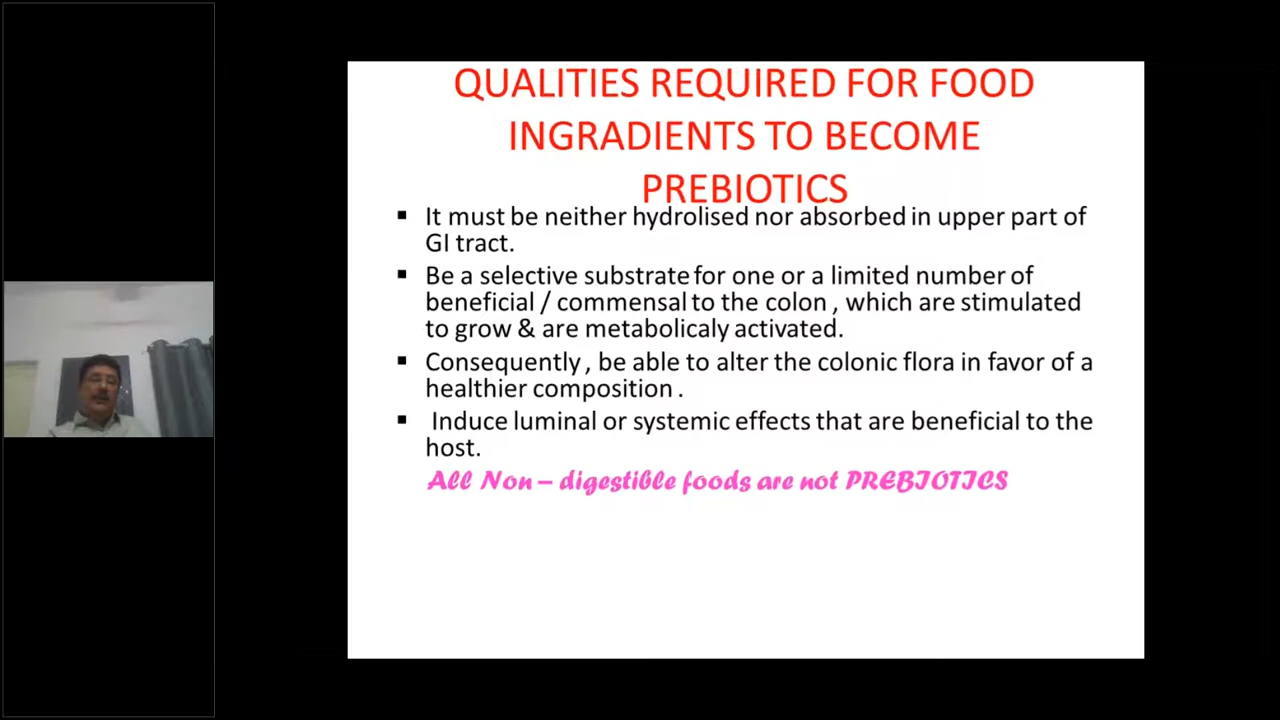 QUALITIES REQUIRED FOR FOOD
INGRADIENTS TO BECOME
PREBIOTICS
▪ It must be neither hydrolised nor absorbed in upper part of
GI tract.
▪ Be a selective substrate for one or a limited number of
beneficial / commensal to the colon , which are stimulated
to grow & are metabolicaly activated.
▪ Consequently , be able to alter the colonic flora in favor of a
healthier composition .
▪ Induce luminal or systemic effects that are beneficial to the
host.
All Non – digestible foods are not PREBIOTICS